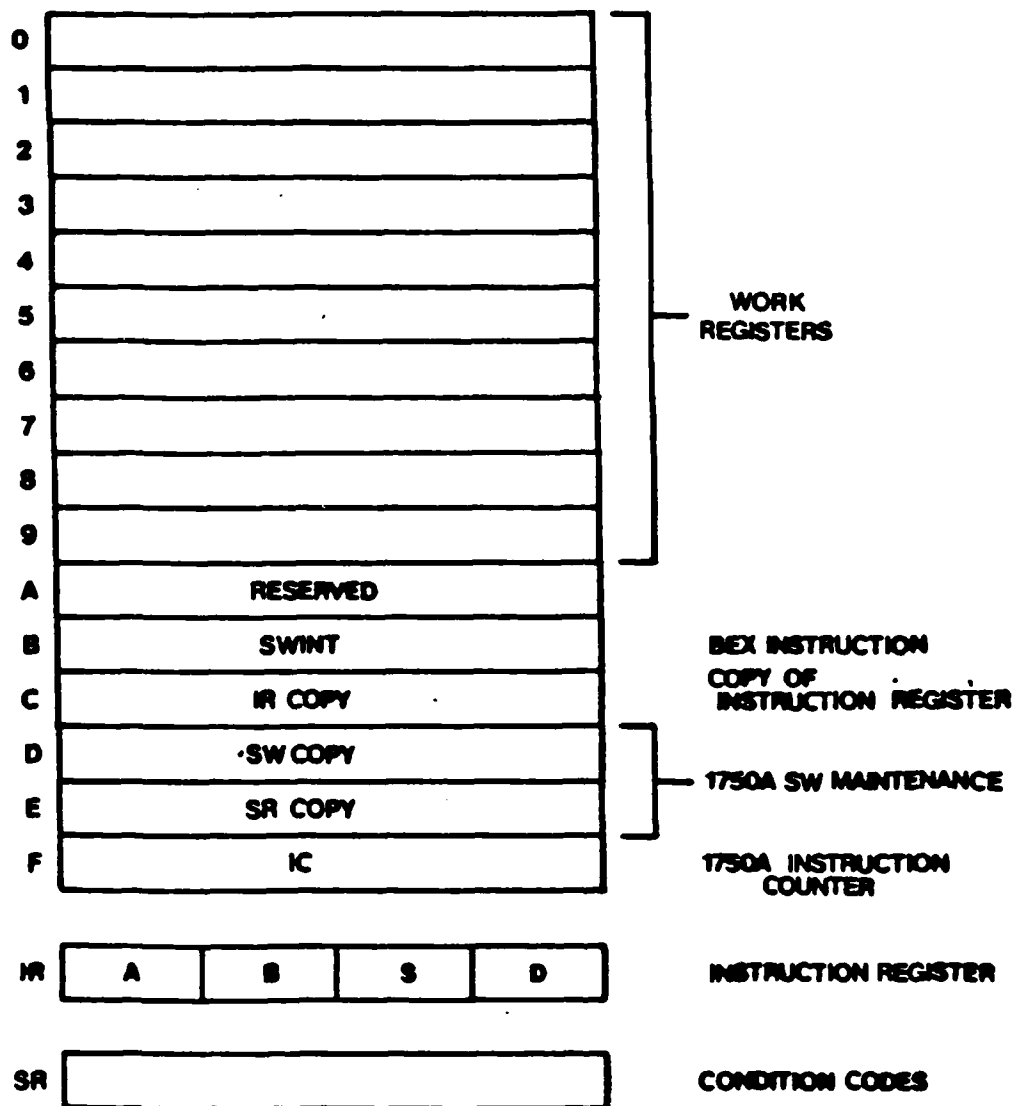 0
1
2
3
4
5
WORK
REGISTERS
6
7
8
9
A RESERVED
B SWINT BEX INSTRUCTION
C IR COPY COPY OF
INSTRUCTION REGISTER
D SW COPY
1750A SW MAINTENANCE
E SR COPY
F IC 1750A INSTRUCTION
COUNTER
IR A B S D INSTRUCTION REGISTER
SR CONDITION CODES